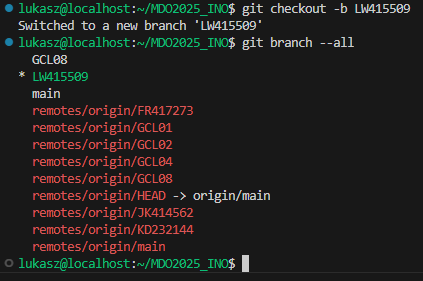 lukasz@localhost:~/MDO2025_INO$ git checkout -b LW415509
Switched to a new branch 'LW415509'
lukasz@localhost:~/MDO2025_INO$ git branch --all
  GCL08
* LW415509
  main
  remotes/origin/FR417273
  remotes/origin/GCL01
  remotes/origin/GCL02
  remotes/origin/GCL04
  remotes/origin/GCL08
  remotes/origin/HEAD -> origin/main
  remotes/origin/JK414562
  remotes/origin/KD232144
  remotes/origin/main
lukasz@localhost:~/MDO2025_INO$